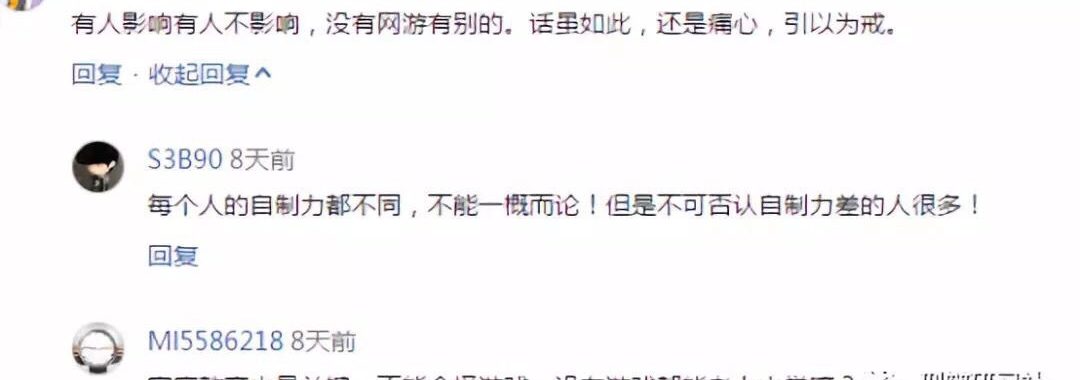 有人影响有人不影响，没有网游有别的。话虽如此，还是痛心，引以为戒。
回复 · 收起回复
S3B90 8天前
每个人的自制力都不同，不能一概而论！但是不可否认自制力差的人很多！
回复
MI5586218 8天前